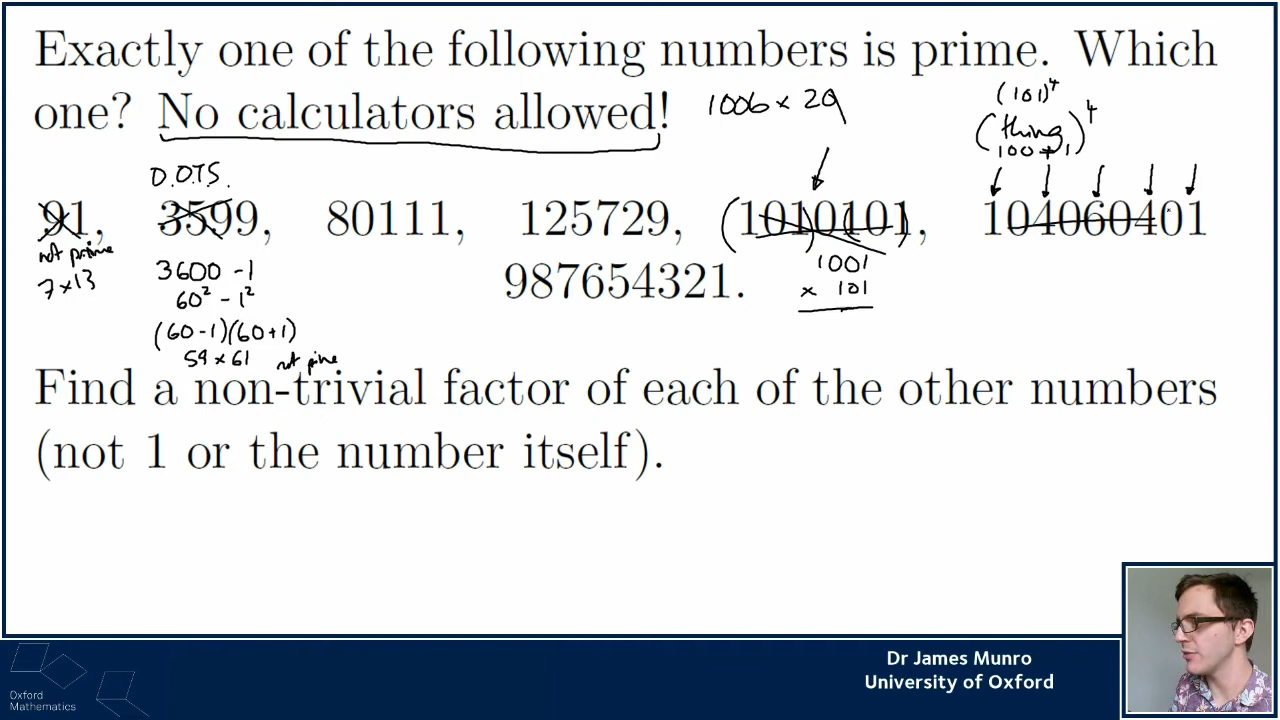 Exactly one of the following numbers is prime. Which
one? No calculators allowed!
1006 × 29
(101)⁴
(thing)⁴
100 + 1
D.O.T.S.
91, 3599, 80111, 125729, (1010101), 104060401
987654321.
not prime
7 × 13
3600 - 1
60² - 1²
(60-1)(60+1)
59 × 61 not prime
1001
× 101
Find a non-trivial factor of each of the other numbers
(not 1 or the number itself).
Oxford
Mathematics
Dr James Munro
University of Oxford